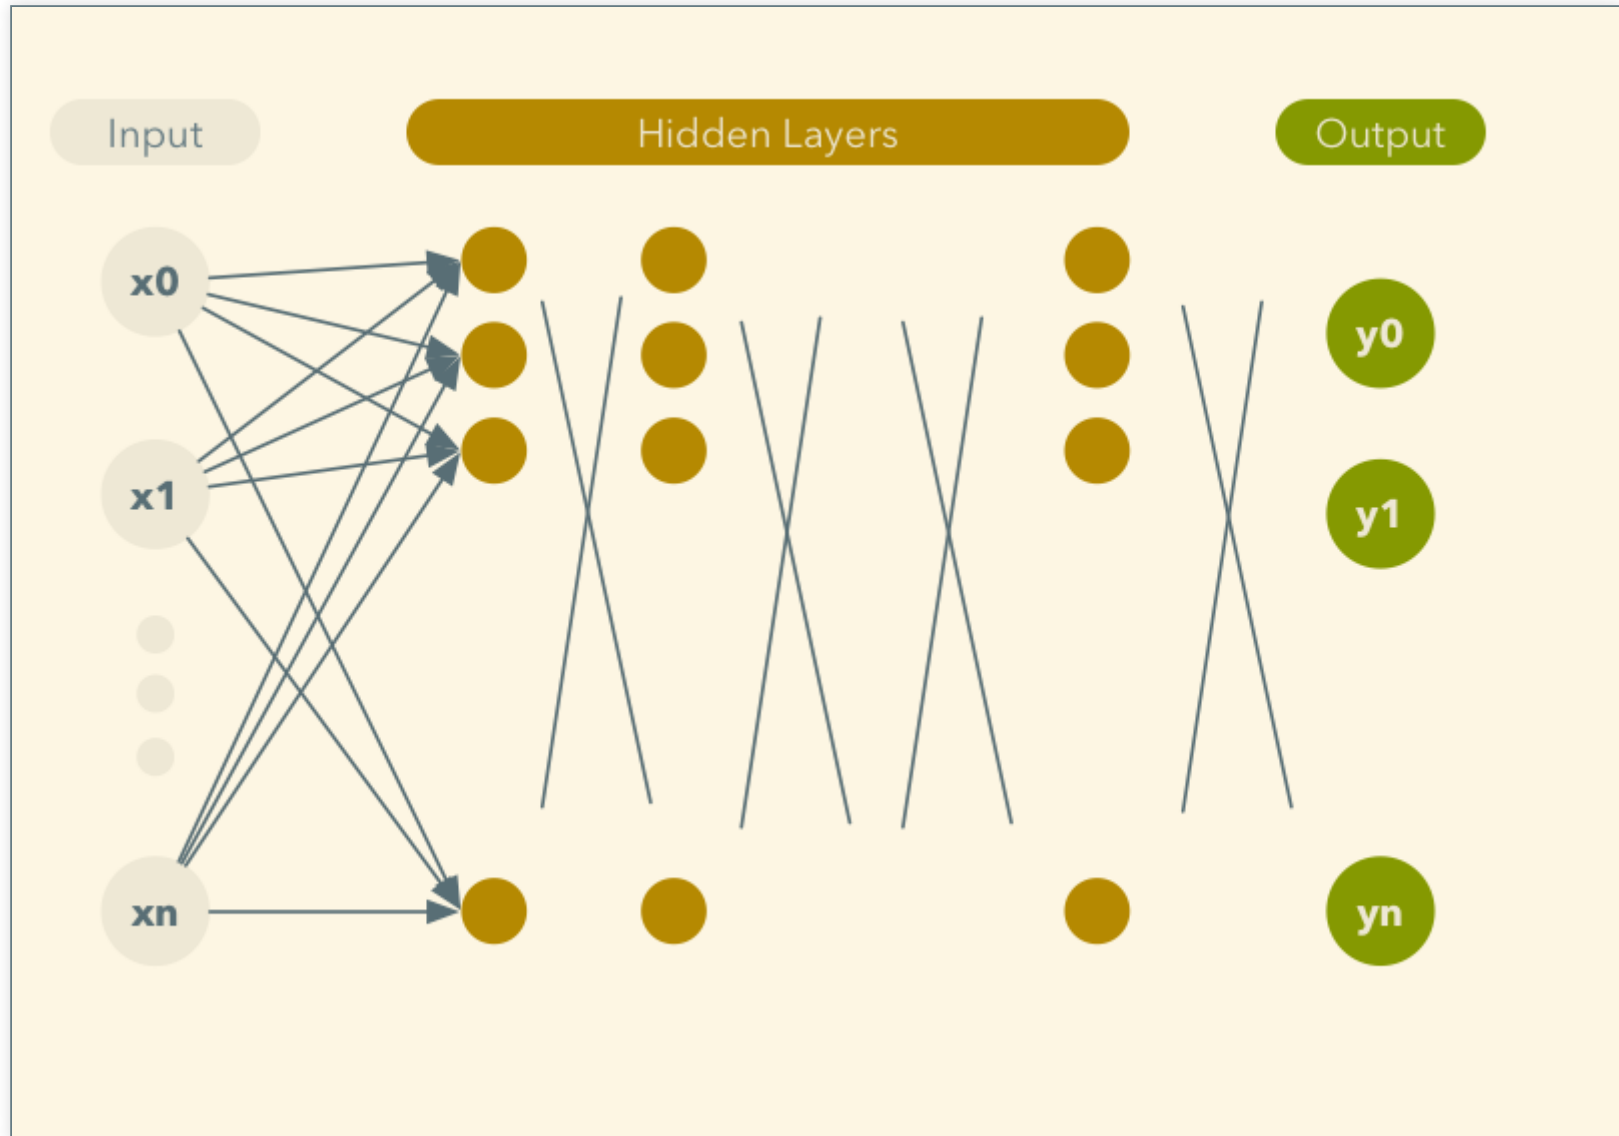 Input
Hidden Layers
Output
x0
x1
xn
y0
y1
yn